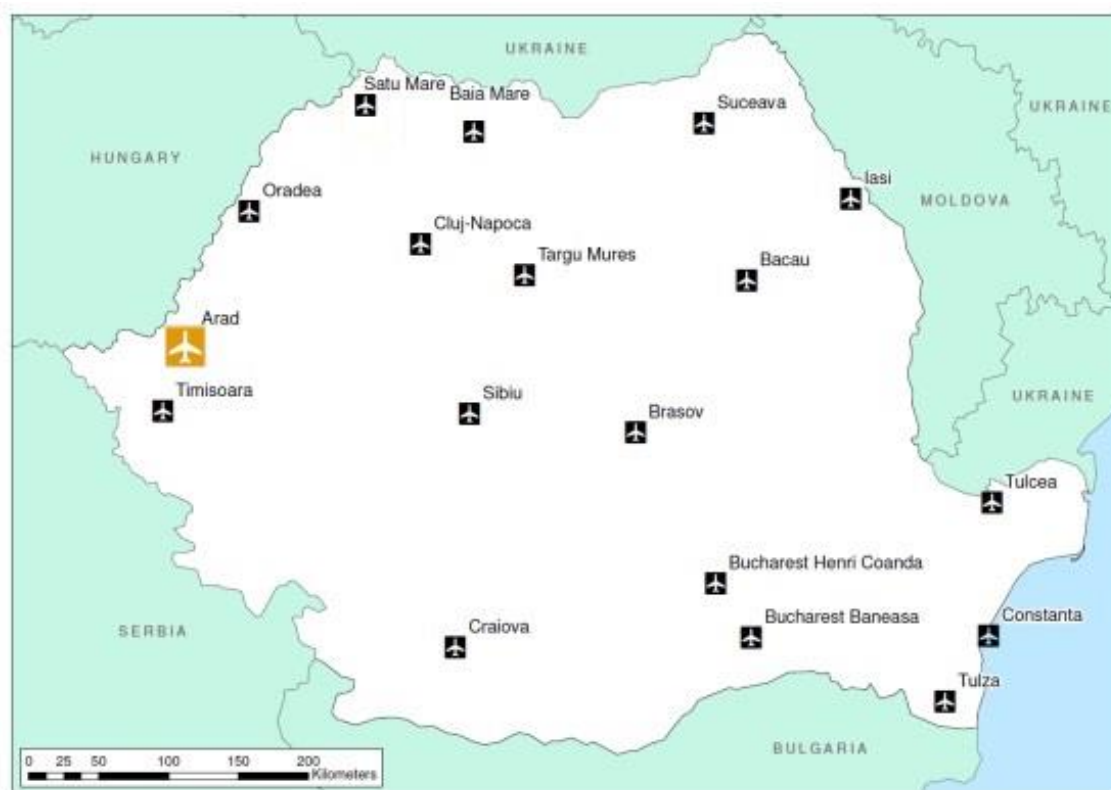 UKRAINE
Satu Mare
Baia Mare
Suceava
UKRAINE
HUNGARY
Oradea
Iasi
MOLDOVA
Cluj-Napoca
Targu Mures
Bacau
Arad
Timisoara
Sibiu
Brasov
UKRAINE
Tulcea
Bucharest Henri Coanda
SERBIA
Craiova
Bucharest Baneasa
Constanta
Tulza
BULGARIA
0 25 50 100 150 200
Kilometers